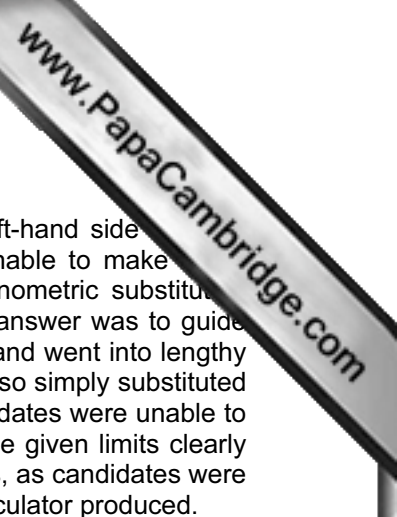 www.PapaCambridge.com
ft-hand side
nable to make
nometric substitut
answer was to guide
and went into lengthy
so simply substituted
dates were unable to
e given limits clearly
, as candidates were
culator produced.